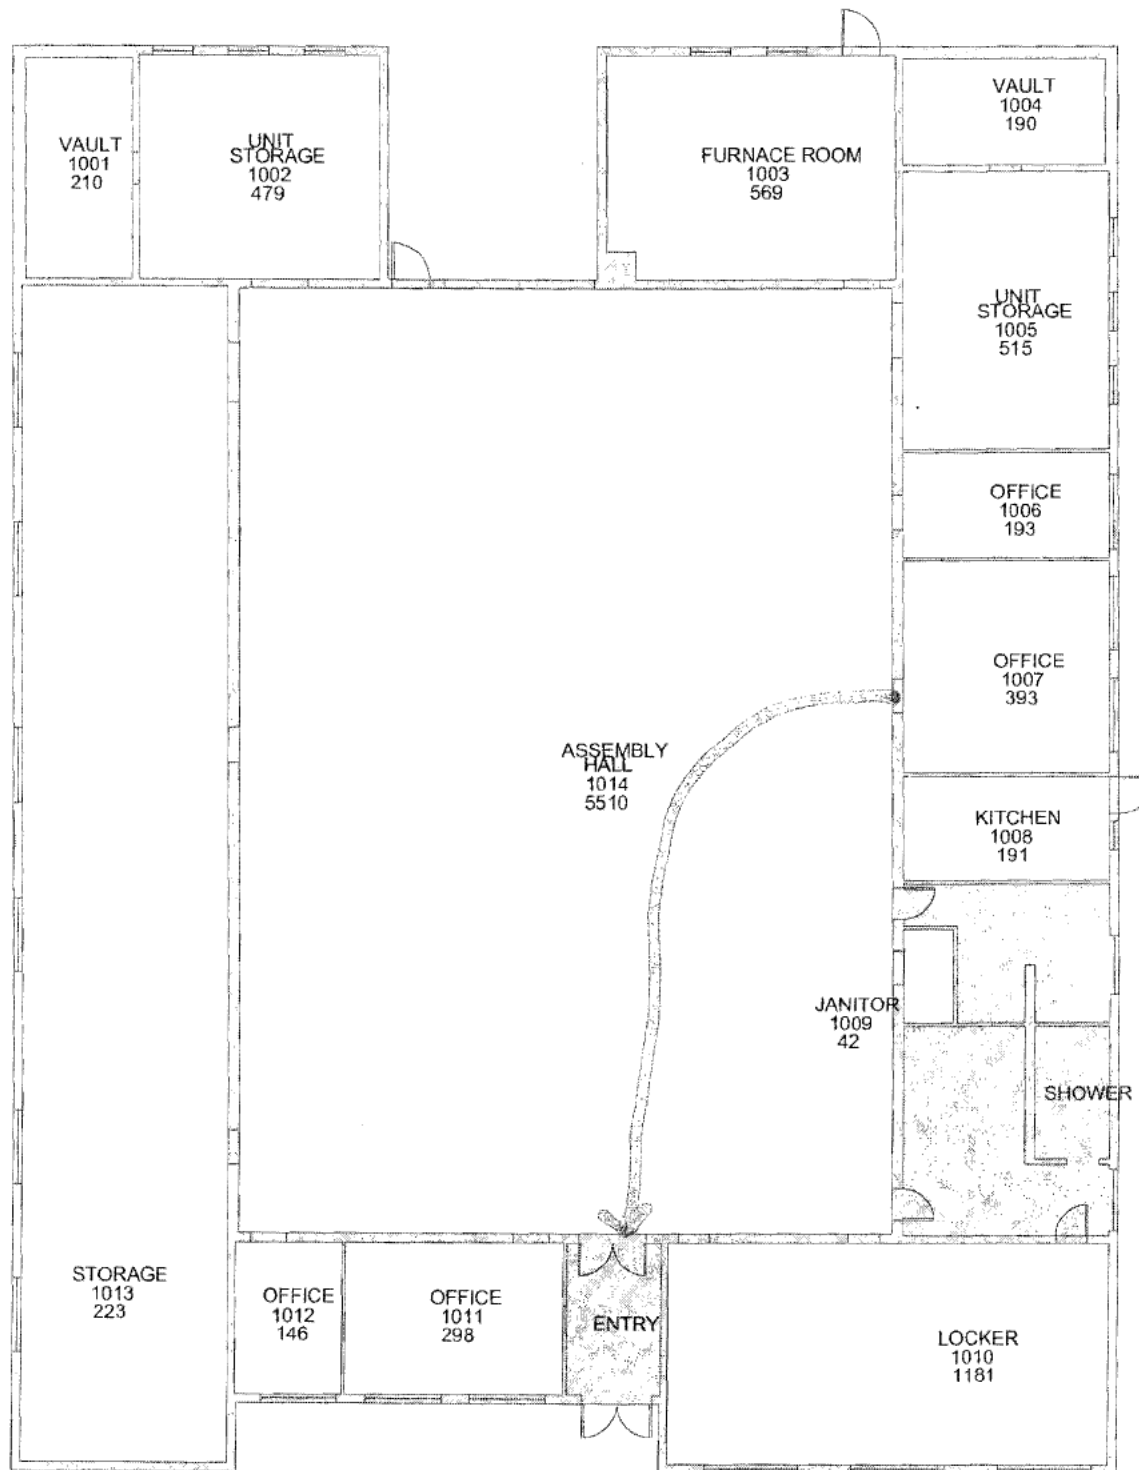 VAULT
1001
210
UNIT
STORAGE
1002
479
FURNACE ROOM
1003
569
VAULT
1004
190
UNIT
STORAGE
1005
515
OFFICE
1006
193
OFFICE
1007
393
ASSEMBLY
HALL
1014
5510
KITCHEN
1008
191
JANITOR
1009
42
SHOWER
STORAGE
1013
223
OFFICE
1012
146
OFFICE
1011
298
ENTRY
LOCKER
1010
1181